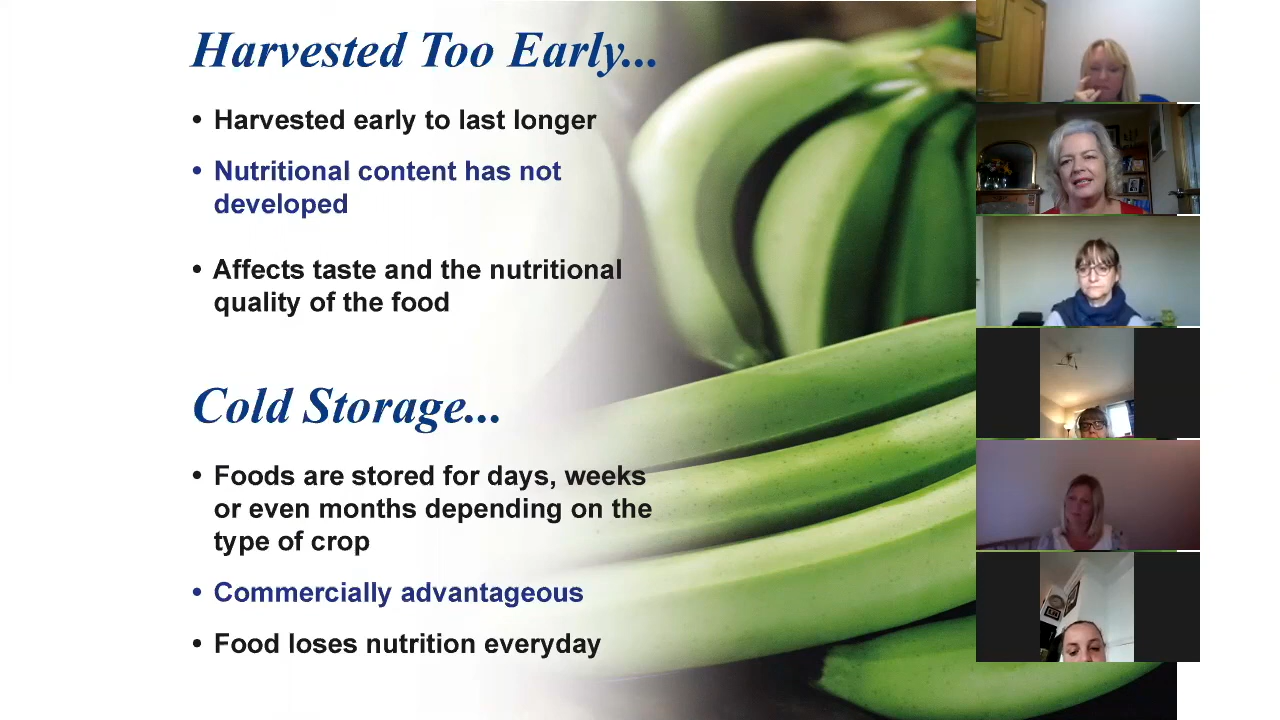 Harvested Too Early...
• Harvested early to last longer
• Nutritional content has not
developed
• Affects taste and the nutritional
quality of the food
Cold Storage...
• Foods are stored for days, weeks
or even months depending on the
type of crop
• Commercially advantageous
• Food loses nutrition everyday